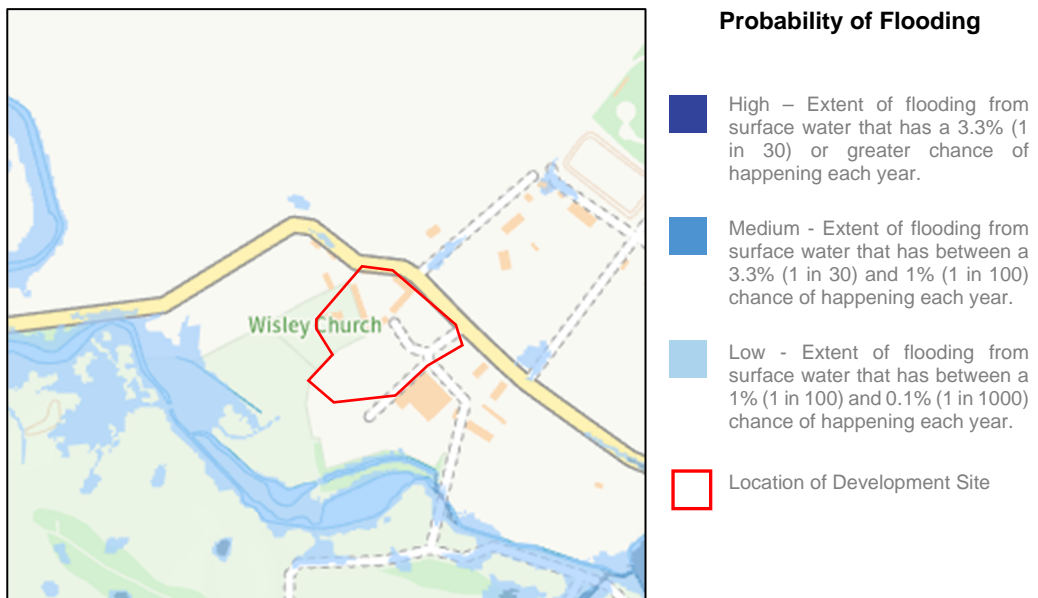 Probability of Flooding
High – Extent of flooding from
surface water that has a 3.3% (1
in 30) or greater chance of
happening each year.
Medium - Extent of flooding from
surface water that has between a
3.3% (1 in 30) and 1% (1 in 100)
chance of happening each year.
Wisley Church
Low - Extent of flooding from
surface water that has between a
1% (1 in 100) and 0.1% (1 in 1000)
chance of happening each year.
Location of Development Site